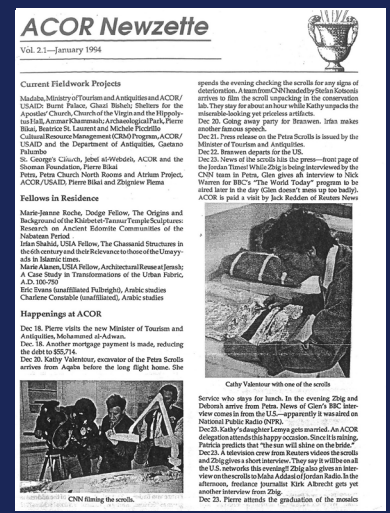 ACOR Newzette
Vol. 2.1—January 1994
Current Fieldwork Projects
Madaba, Ministry of Tourism and Antiquities and ACOR/
USAID: Burnt Palace, Ghazi Bisheh; Shelters for the
Apostles' Church, Church of the Virgin and the Hippoly-
tus Hall, Ammar Khammash; Archaeological Park, Pierre
Bikai, Beatrice St. Laurent and Michele Piccirillo
Cultural Resource Management (CRM) Program, ACOR/
USAID and the Department of Antiquities, Gaetano
Palumbo
St. George's Church, Jebel al-Webdeh, ACOR and the
Shoman Foundation, Pierre Bikai
Petra, Petra Church North Rooms and Atrium Project,
ACOR/USAID, Pierre Bikai and Zbigniew Fiema
Fellows in Residence
Marie-Jeanne Roche, Dodge Fellow, The Origins and
Background of the Khirbet et-Tannur Temple Sculptures:
Research on Ancient Edomite Communities of the
Nabatean Period
Irfan Shahid, USIA Fellow, The Ghassanid Structures in
the 6th century and their Relevance to those of the Umayy-
ads in Islamic times.
Marie Alanen, USIA Fellow, Architectural Reuse at Jerash;
A Case Study in Transformations of the Urban Fabric,
A.D. 100-750
Eric Evans (unaffiliated Fulbright), Arabic studies
Charlene Constable (unaffiliated), Arabic studies
Happenings at ACOR
Dec 18. Pierre visits the new Minister of Tourism and
Antiquities, Mohammed al-Adwan.
Dec. 18. Another mortgage payment is made, reducing
the debt to $55,714.
Dec 20. Kathy Valentour, excavator of the Petra Scrolls
arrives from Aqaba before the long flight home. She
CNN filming the scrolls.
spends the evening checking the scrolls for any signs of
deterioration. A team from CNN headed by Stelan Kotsonis
arrives to film the scroll unpacking in the conservation
lab. They stay for about an hour while Kathy unpacks the
miserable-looking yet priceless artifacts.
Dec 20. Going away party for Branwen. Irfan makes
another famous speech.
Dec 21. Press release on the Petra Scrolls is issued by the
Minister of Tourism and Antiquities.
Dec 22. Branwen departs for the US.
Dec 23. News of the scrolls hits the press—front page of
the Jordan Times! While Zbig is being interviewed by the
CNN team in Petra, Glen gives an interview to Nick
Warren for BBC's "The World Today" program to be
aired later in the day (Glen doesn't mess up too badly).
ACOR is paid a visit by Jack Redden of Reuters News
Cathy Valentour with one of the scrolls
Service who stays for lunch. In the evening Zbig and
Deborah arrive from Petra. News of Glen's BBC inter-
view comes in from the U.S.—apparently it was aired on
National Public Radio (NPR).
Dec 23. Kathy's daughter Lemya gets married. An ACOR
delegation attends this happy occasion. Since it is raining,
Patricia predicts that "the sun will shine on the bride."
Dec 23. A television crew from Reuters videos the scrolls
and Zbig gives a short interview. They say it will be on all
the U.S. networks this evening!! Zbig also gives an inter-
view on the scrolls to Maha Addasi of Jordan Radio. In the
afternoon, freelance journalist Kirk Albrecht gets yet
another interview from Zbig.
Dec 23. Pierre attends the graduation of the mosaics